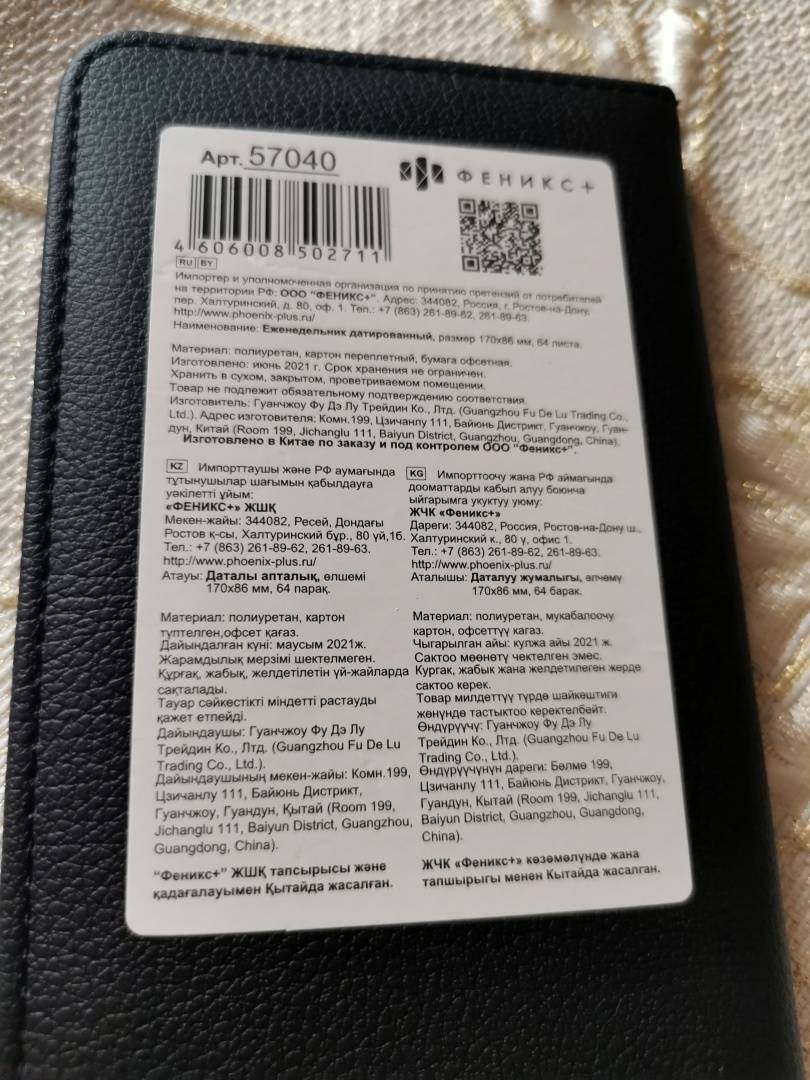 Арт. 57040
ФЕНИКС+
4 606008 502711
RU BY
Импортер и уполномоченная организация по принятию претензий от потребителей
на территории РФ: ООО "ФЕНИКС+". Адрес: 344082, Россия, г. Ростов-на-Дону,
пер. Халтуринский, д. 80, оф. 1. Тел.: +7 (863) 261-89-62, 261-89-63.
http://www.phoenix-plus.ru/
Наименование: Еженедельник датированный, размер 170х86 мм, 64 листа.
Материал: полиуретан, картон переплетный, бумага офсетная.
Изготовлено: июнь 2021 г. Срок хранения не ограничен.
Хранить в сухом, закрытом, проветриваемом помещении.
Товар не подлежит обязательному подтверждению соответствия.
Изготовитель: Гуанчжоу Фу Дэ Лу Трейдин Ко., Лтд. (Guangzhou Fu De Lu Trading Co.,
Ltd.). Адрес изготовителя: Комн.199, Цзичанлу 111, Байюнь Дистрикт, Гуанчжоу, Гуан-
дун, Китай (Room 199, Jichanglu 111, Baiyun District, Guangzhou, Guangdong, China).
Изготовлено в Китае по заказу и под контролем ООО "Феникс+".
KZ Импорттаушы және РФ аумағында
тұтынушылар шағымын қабылдауға
уәкілетті ұйым:
«ФЕНИКС+» ЖШҚ
Мекен-жайы: 344082, Ресей, Дондағы
Ростов қ-сы, Халтуринский бұр., 80 үй,1б.
Тел.: +7 (863) 261-89-62, 261-89-63.
http://www.phoenix-plus.ru/
Атауы: Даталы апталық, өлшемі
170х86 мм, 64 парақ.
Материал: полиуретан, картон
түптелген,офсет қағаз.
Дайындалған күні: маусым 2021ж.
Жарамдылық мерзімі шектелмеген.
Құрғақ, жабық, желдетілетін үй-жайларда
сақталады.
Тауар сәйкестікті міндетті растауды
қажет етпейді.
Дайындаушы: Гуанчжоу Фу Дэ Лу
Трейдин Ко., Лтд. (Guangzhou Fu De Lu
Trading Co., Ltd.).
Дайындаушының мекен-жайы: Комн.199,
Цзичанлу 111, Байюнь Дистрикт,
Гуанчжоу, Гуандун, Қытай (Room 199,
Jichanglu 111, Baiyun District, Guangzhou,
Guangdong, China).
"Феникс+" ЖШҚ тапсырысы және
қадағалауымен Қытайда жасалған.
KG Импорттоочу жана РФ аймагында
дооматтарды кабыл алуу боюнча
ыйгарымга укуктуу уюму:
ЖЧК «Феникс+»
Дареги: 344082, Россия, Ростов-на-Дону ш.,
Халтуринский к., 80 ү, офис 1.
Тел.: +7 (863) 261-89-62, 261-89-63.
http://www.phoenix-plus.ru/
Аталышы: Даталуу жумалыгы, өлчөмү
170х86 мм, 64 барак.
Материал: полиуретан, мукабалоочу
картон, офсеттүү кагаз.
Чыгарылган айы: кулжа айы 2021 ж.
Сактоо мөөнөтү чектелген эмес.
Кургак, жабык жана желдетилеген жерде
сактоо керек.
Товар милдеттүү түрдө шайкештиги
жөнүндө тастыктоо керектелбейт.
Өндүрүүчү: Гуанчжоу Фу Дэ Лу
Трейдин Ко., Лтд. (Guangzhou Fu De Lu
Trading Co., Ltd.).
Өндүрүүчүнүн дареги: Бөлмө 199,
Цзичанлу 111, Байюнь Дистрикт, Гуанчжоу,
Гуандун, Кытай (Room 199, Jichanglu 111,
Baiyun District, Guangzhou, Guangdong,
China).
ЖЧК «Феникс+» көзөмөлүндө жана
тапшырыгы менен Кытайда жасалган.